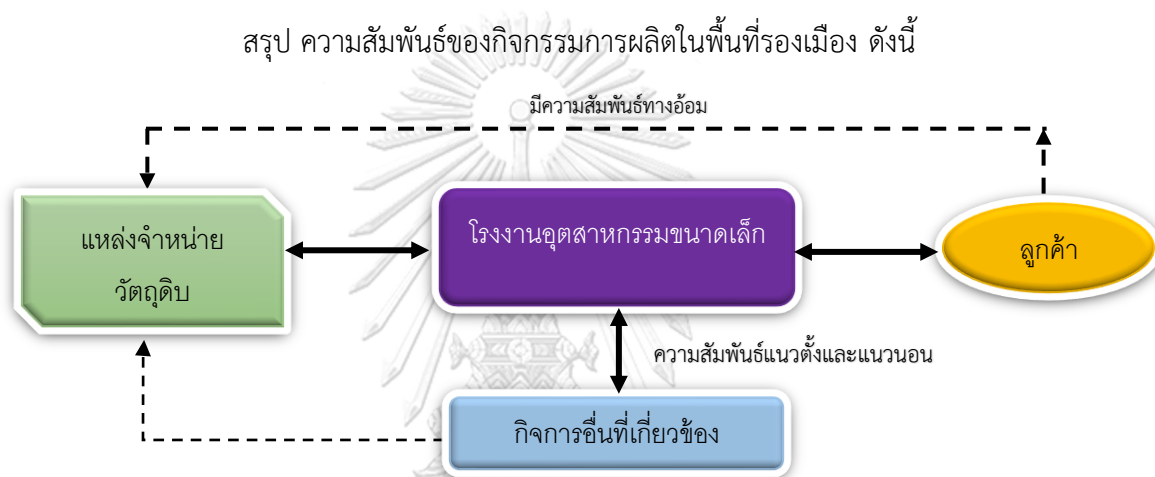 สรุป ความสัมพันธ์ของกิจกรรมการผลิตในพื้นที่รองเมือง ดังนี้
มีความสัมพันธ์ทางอ้อม
แหล่งจำหน่าย
วัตถุดิบ
โรงงานอุตสาหกรรมขนาดเล็ก
ลูกค้า
ความสัมพันธ์แนวตั้งและแนวนอน
กิจการอื่นที่เกี่ยวข้อง